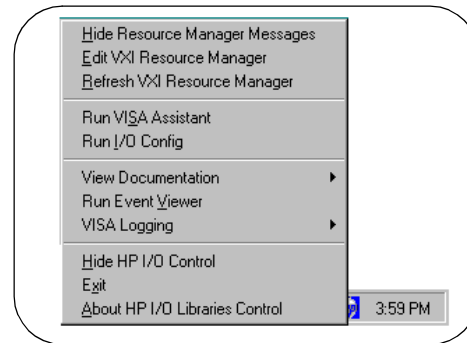 Hide Resource Manager Messages
Edit VXI Resource Manager
Refresh VXI Resource Manager
Run VISA Assistant
Run I/O Config
View Documentation
Run Event Viewer
VISA Logging
Hide HP I/O Control
Exit
About HP I/O Libraries Control
3:59 PM